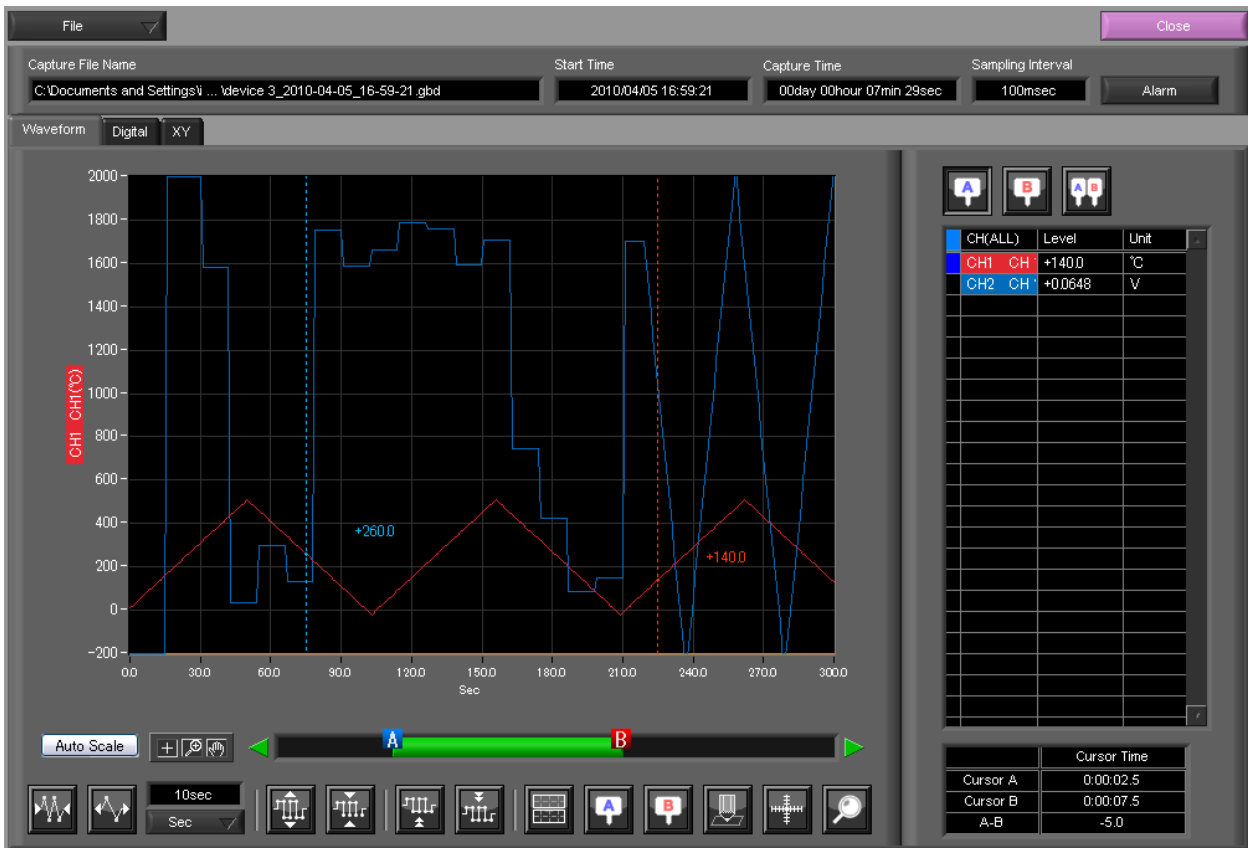 File
Close
Capture File Name
Start Time
Capture Time
Sampling Interval
C:\Documents and Settings\i ... \device 3_2010-04-05_16-59-21.gbd
2010/04/05 16:59:21
00day 00hour 07min 29sec
100msec
Alarm
Waveform
Digital
XY
2000
1800
1600
1400
1200
1000
800
600
400
200
0
-200
CH1 CH1(°C)
+260.0
+140.0
0.0 30.0 60.0 90.0 120.0 150.0 180.0 210.0 240.0 270.0 300.0
Sec
A B A B
CH(ALL) Level Unit
CH1 CH +140.0 °C
CH2 CH +0.0648 V
Auto Scale
A
B
10sec
Sec
A
B
Cursor Time
Cursor A 0:00:02.5
Cursor B 0:00:07.5
A-B -5.0